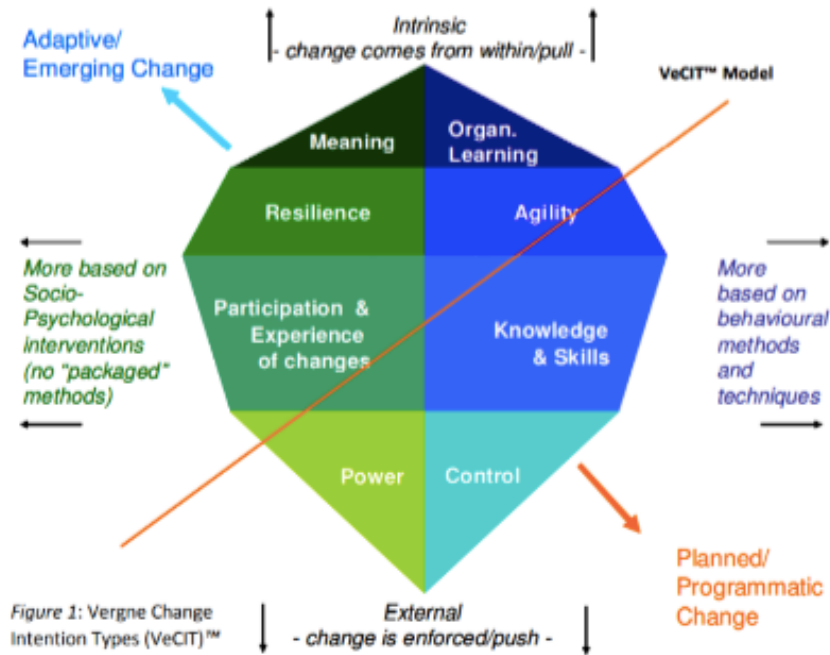 Intrinsic
- change comes from within/pull -
Adaptive/
Emerging Change
VeCIT™ Model
Meaning
Organ.
Learning
Resilience
Agility
More based on
Socio-
Psychological
interventions
(no “packaged”
methods)
Participation &
Experience
of changes
Knowledge
& Skills
More
based on
behavioural
methods
and
techniques
Power
Control
Planned/
Programmatic
Change
Figure 1: Vergne Change
Intention Types (VeCIT)™
External
- change is enforced/push -